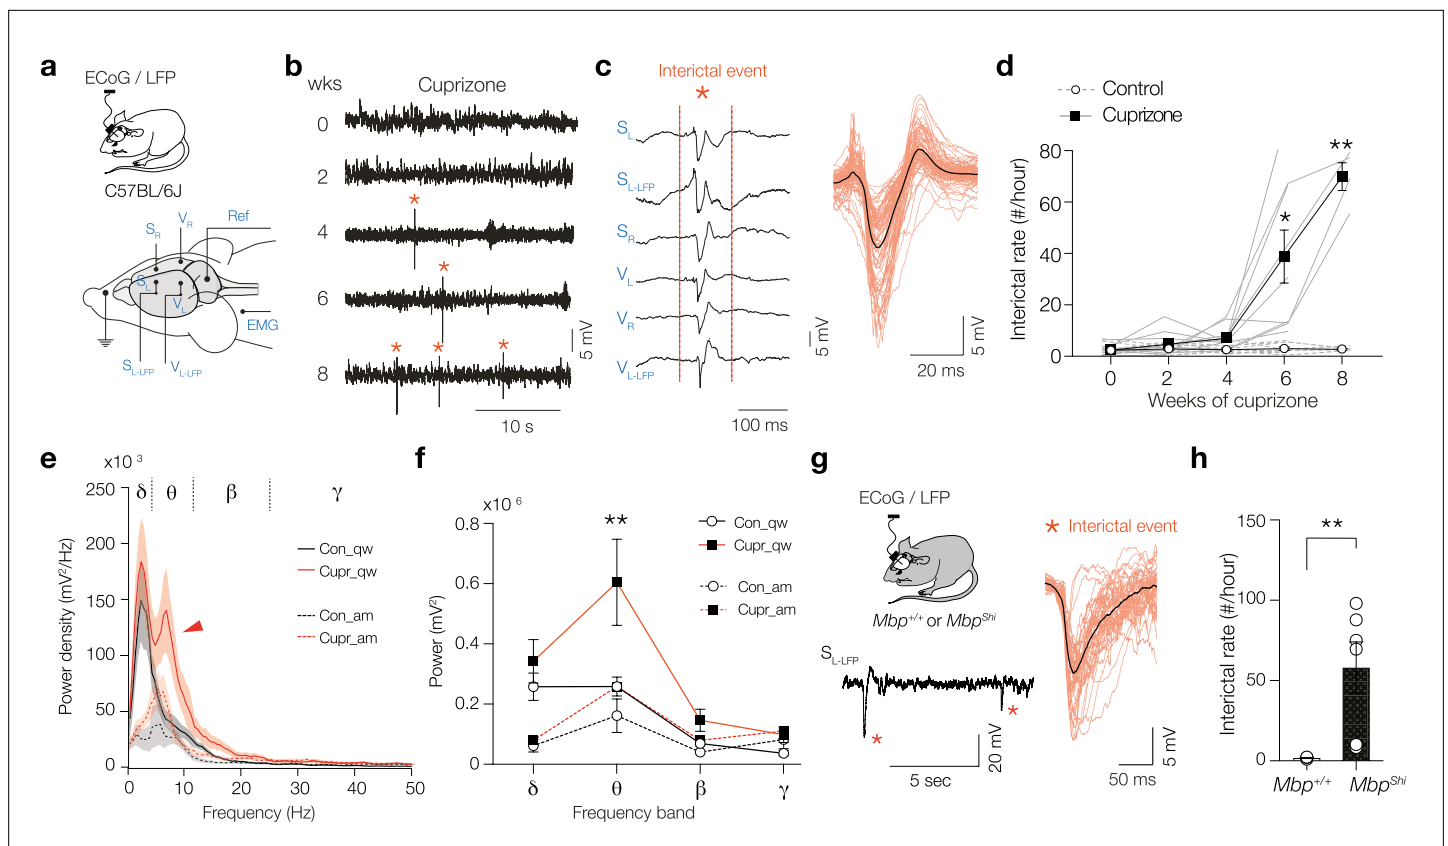 a
ECoG / LFP
C57BL/6J
S_R
V_R
Ref
S_L
V_L
EMG
S_L-LFP
V_L-LFP
b
wks
Cuprizone
0
2
*
4
*
6
* * *
8
5 mV
10 s
c
Interictal event
*
S_L
S_L-LFP
S_R
V_L
V_R
V_L-LFP
5 mV
100 ms
5 mV
20 ms
d
Control
Cuprizone
Interictal rate (#/hour)
80
60
40
20
0
*
**
0 2 4 6 8
Weeks of cuprizone
e
x10 ³
250
200
150
100
50
0
Power density (mV²/Hz)
δ θ β γ
Con_qw
Cupr_qw
Con_am
Cupr_am
0 10 20 30 40 50
Frequency (Hz)
f
x10 ⁶
0.8
0.6
0.4
0.2
0
Power (mV²)
**
Con_qw
Cupr_qw
Con_am
Cupr_am
δ θ β γ
Frequency band
g
ECoG / LFP
Mbp⁺/⁺ or Mbp^Shi
S_L-LFP
*
*
20 mV
5 sec
* Interictal event
5 mV
50 ms
h
Interictal rate (#/hour)
150
100
50
0
**
Mbp⁺/⁺ Mbp^Shi